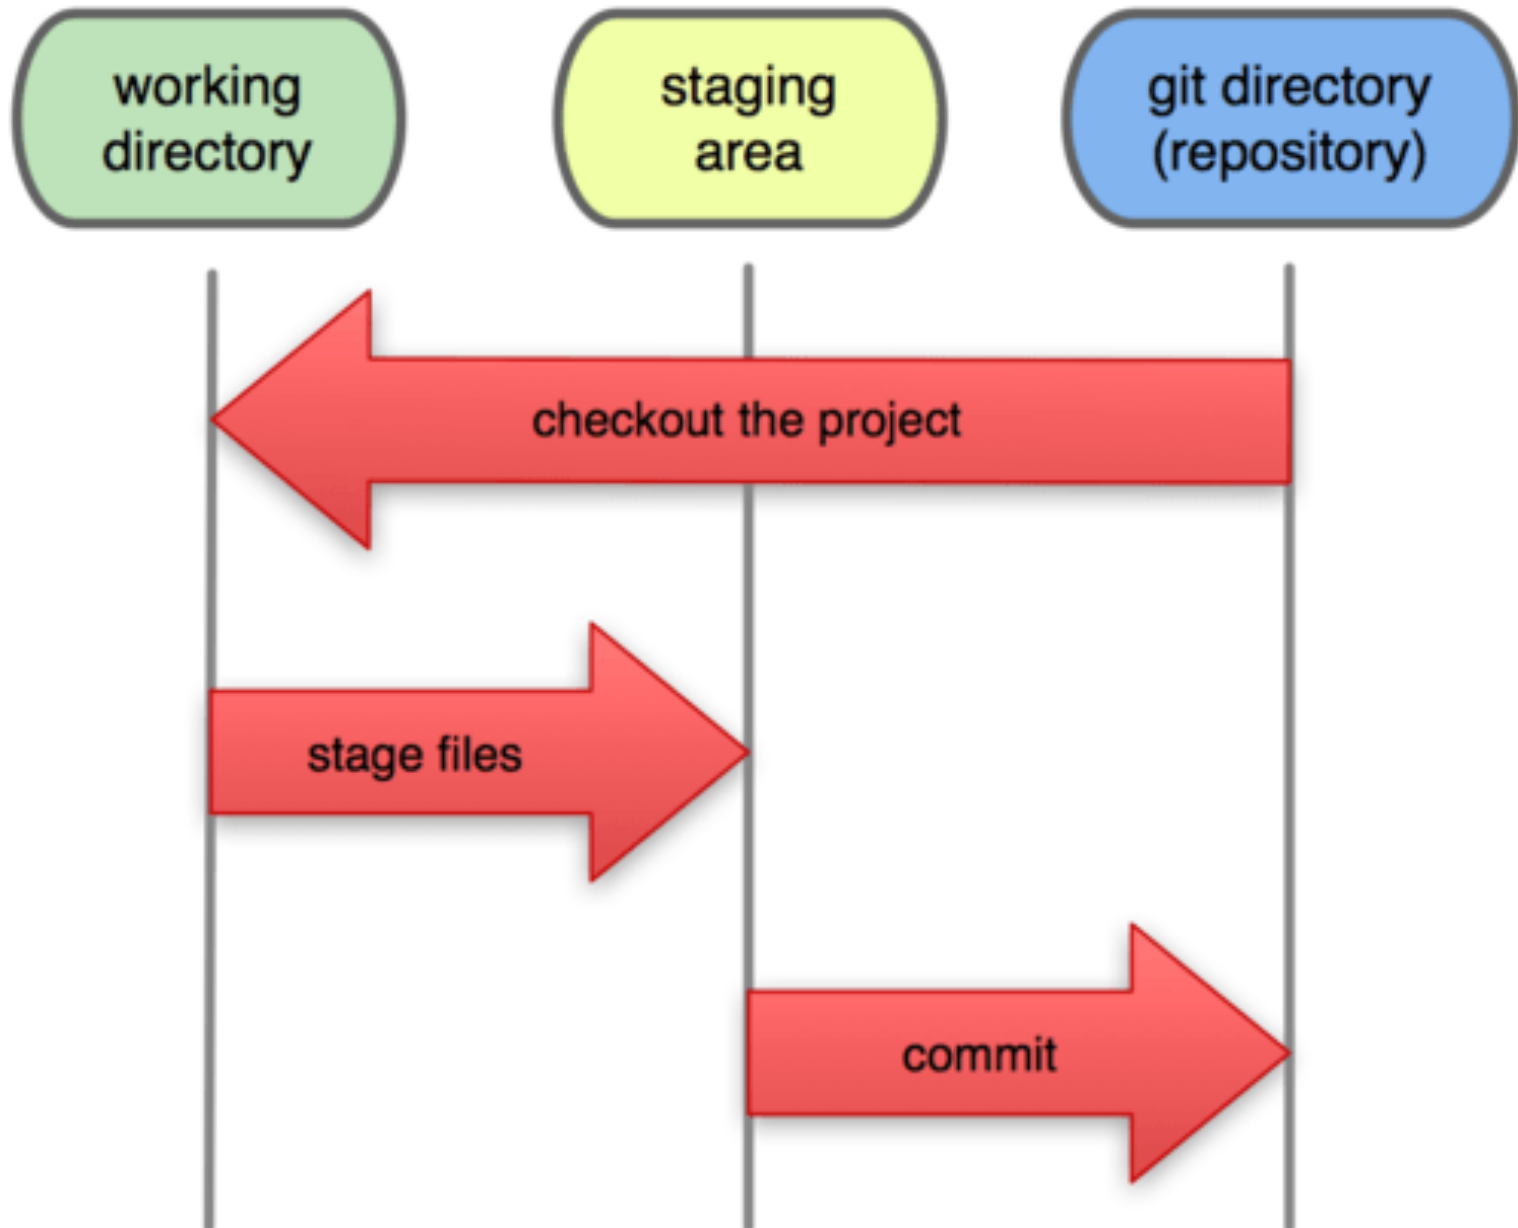 working
directory
staging
area
git directory
(repository)
checkout the project
stage files
commit